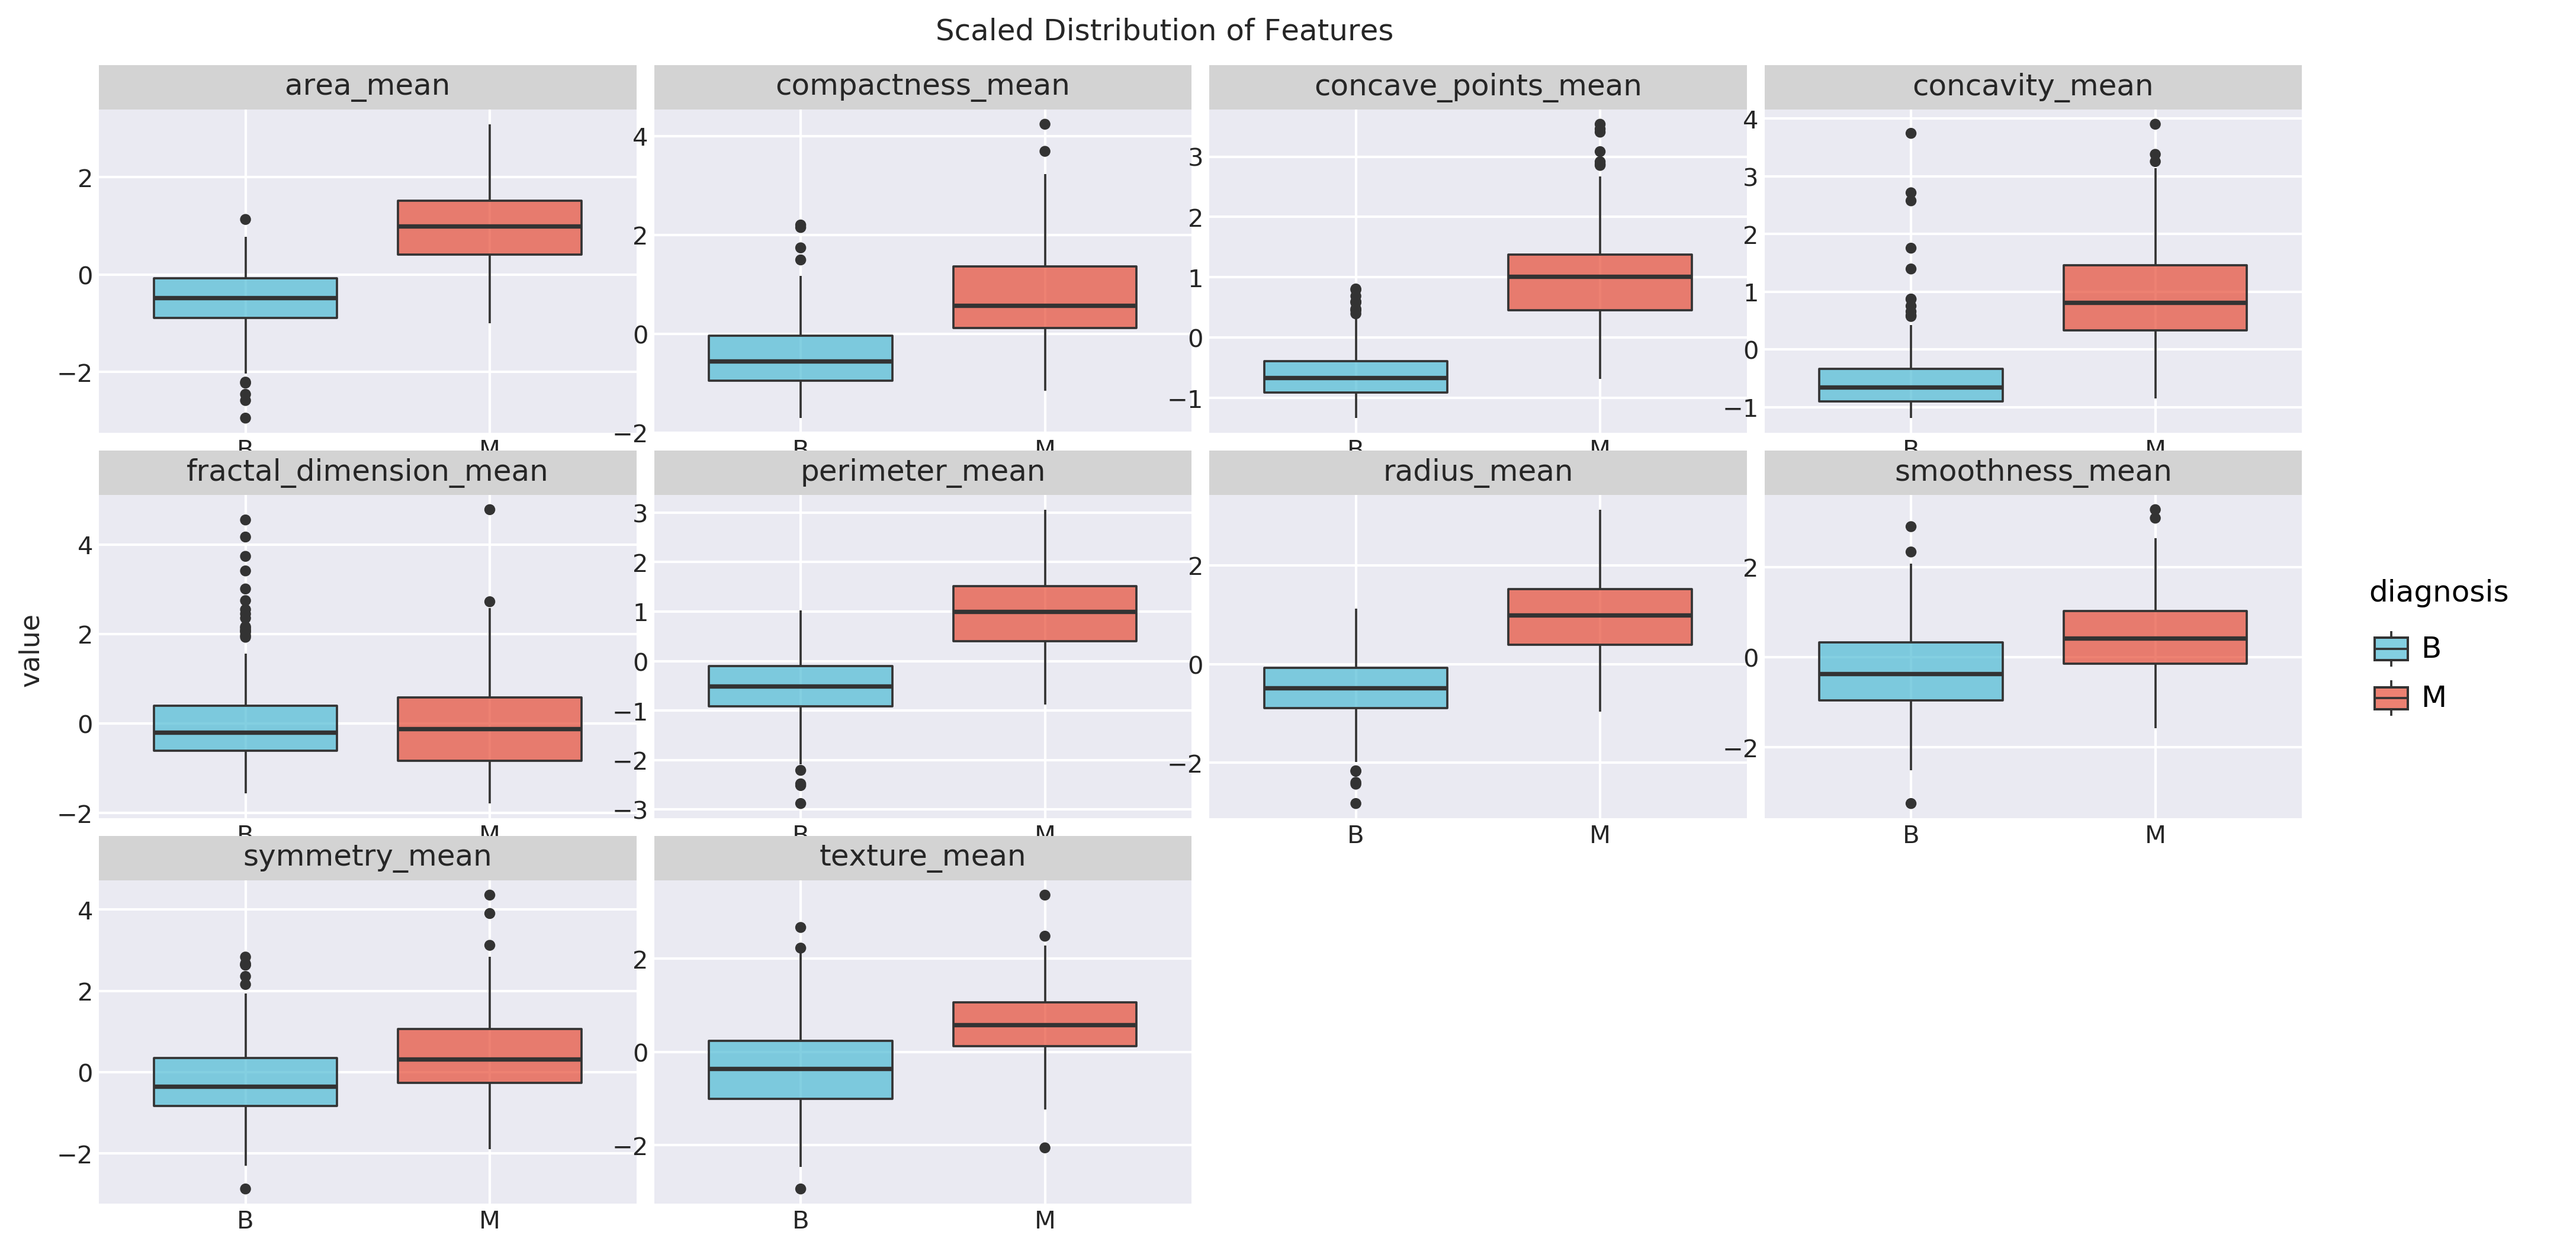 Scaled Distribution of Features
area_mean
compactness_mean
concave_points_mean
concavity_mean
2
0
−2
4
2
0
−2
3
2
1
0
−1
4
3
2
1
0
−1
B
M
B
M
B
M
B
M
fractal_dimension_mean
perimeter_mean
radius_mean
smoothness_mean
value
4
2
0
−2
3
2
1
0
−1
−2
−3
2
0
−2
2
0
−2
B
M
B
M
B
M
B
M
diagnosis
B
M
symmetry_mean
texture_mean
4
2
0
−2
2
0
−2
B
M
B
M